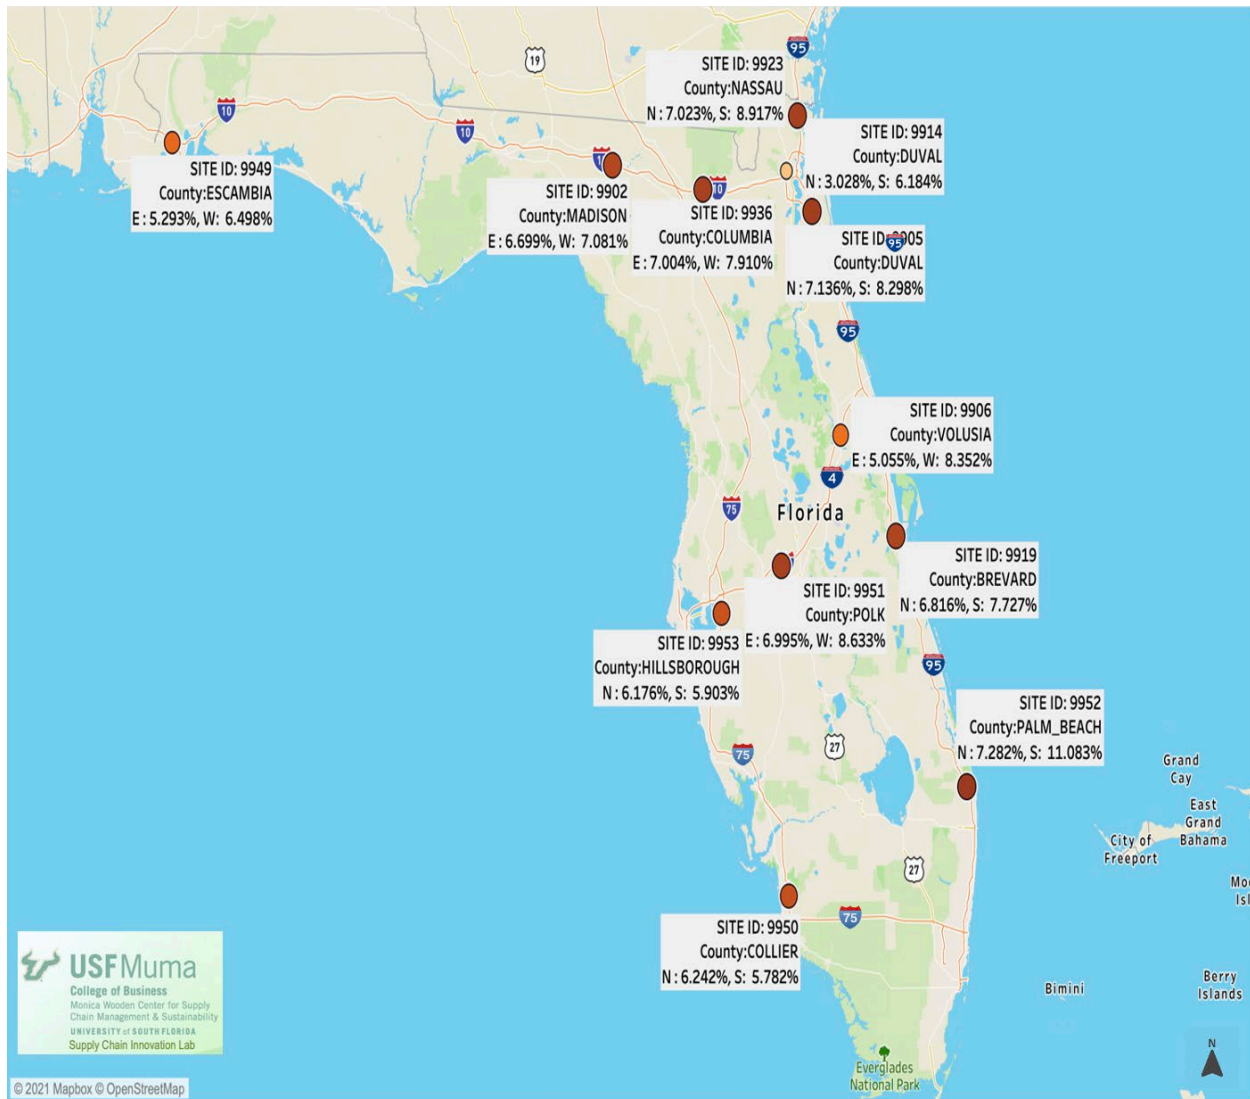 95
19
SITE ID: 9923
County:NASSAU
N : 7.023%, S: 8.917%
10
10
SITE ID: 9914
County:DUVAL
N : 3.028%, S: 6.184%
SITE ID: 9949
County:ESCAMBIA
E : 5.293%, W: 6.498%
SITE ID: 9902
County:MADISON
E : 6.699%, W: 7.081%
10
SITE ID: 9936
County:COLUMBIA
E : 7.004%, W: 7.910%
SITE ID: 9905
95
County:DUVAL
N : 7.136%, S: 8.298%
95
SITE ID: 9906
County:VOLUSIA
E : 5.055%, W: 8.352%
4
75
Florida
SITE ID: 9919
County:BREVARD
N : 6.816%, S: 7.727%
SITE ID: 9951
County:POLK
E : 6.995%, W: 8.633%
SITE ID: 9953
County:HILLSBOROUGH
N : 6.176%, S: 5.903%
95
SITE ID: 9952
County:PALM_BEACH
N : 7.282%, S: 11.083%
75
27
Grand
Cay
East
Grand
Bahama
City of
Freeport
27
75
SITE ID: 9950
County:COLLIER
N : 6.242%, S: 5.782%
USF Muma
College of Business
Monica Wooden Center for Supply
Chain Management & Sustainability
UNIVERSITY of SOUTH FLORIDA
Supply Chain Innovation Lab
Bimini
Berry
Islands
N
Everglades
National Park
© 2021 Mapbox © OpenStreetMap